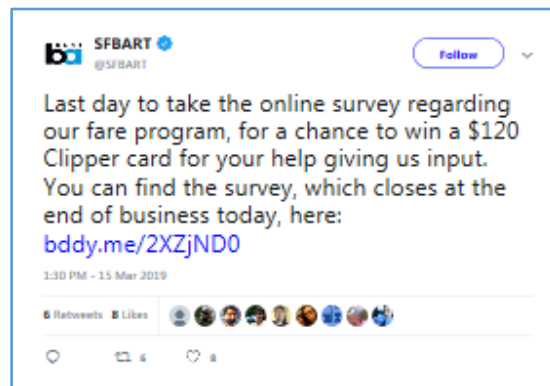 ba
SFBART
@SFBART
Follow
Last day to take the online survey regarding
our fare program, for a chance to win a $120
Clipper card for your help giving us input.
You can find the survey, which closes at the
end of business today, here:
bddy.me/2XZjND0
1:30 PM - 15 Mar 2019
6 Retweets 8 Likes
6 8